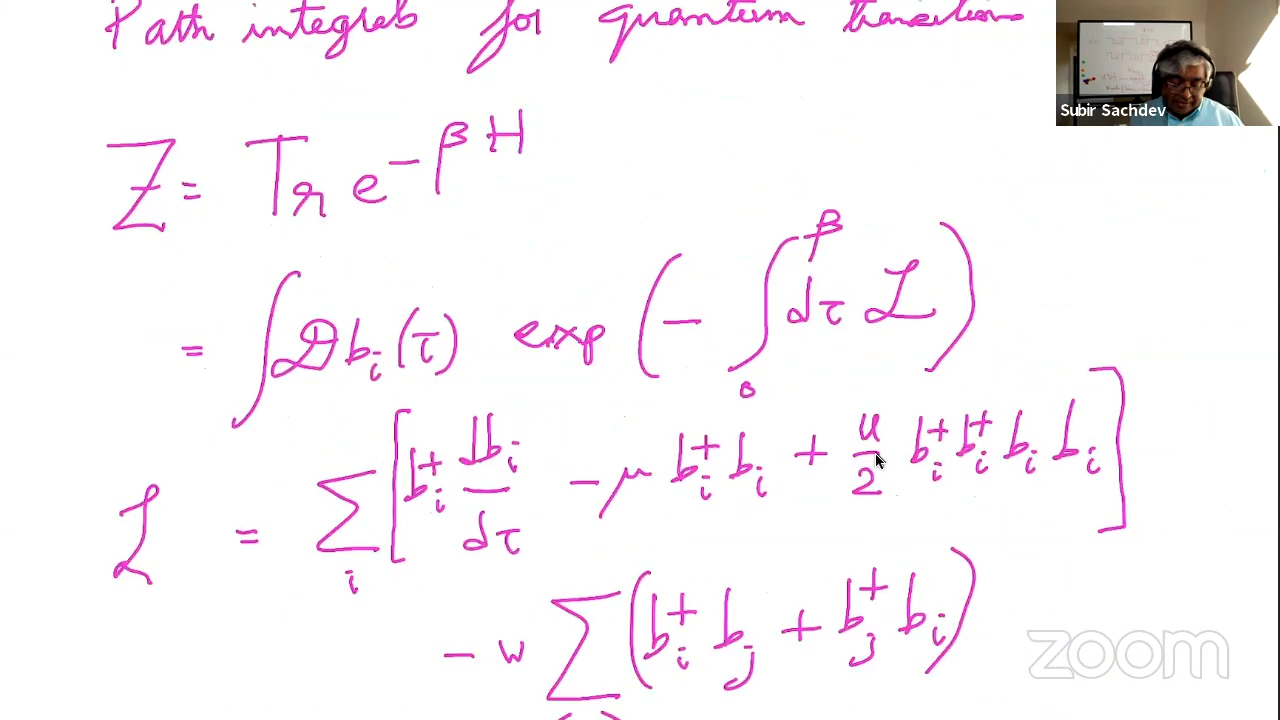 Path integrals for quantum transitions
Subir Sachdev
Z = Tr e^{-βH}
= ∫ 𝒟b_i(τ) exp (- ∫_0^β dτ ℒ)
ℒ = Σ_i [b_i^+ db_i/dτ - μ b_i^+ b_i + u/2 b_i^+ b_i^+ b_i b_i]
- w Σ (b_i^+ b_j + b_j^+ b_i)
zoom